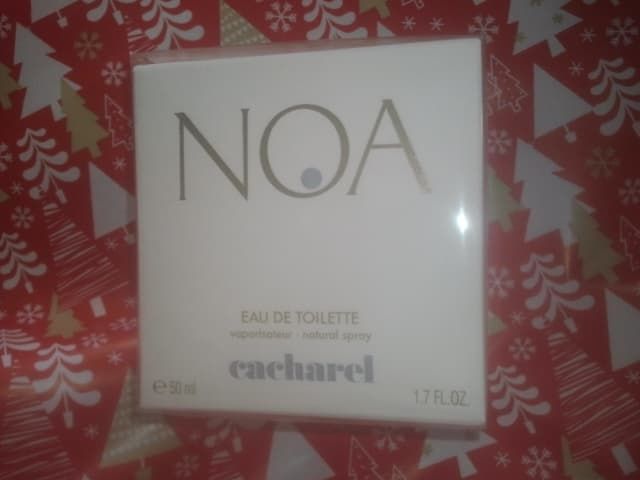 NOA
EAU DE TOILETTE
vaporisateur · natural spray
cacharel
℮ 50 ml 1.7 FL.OZ.